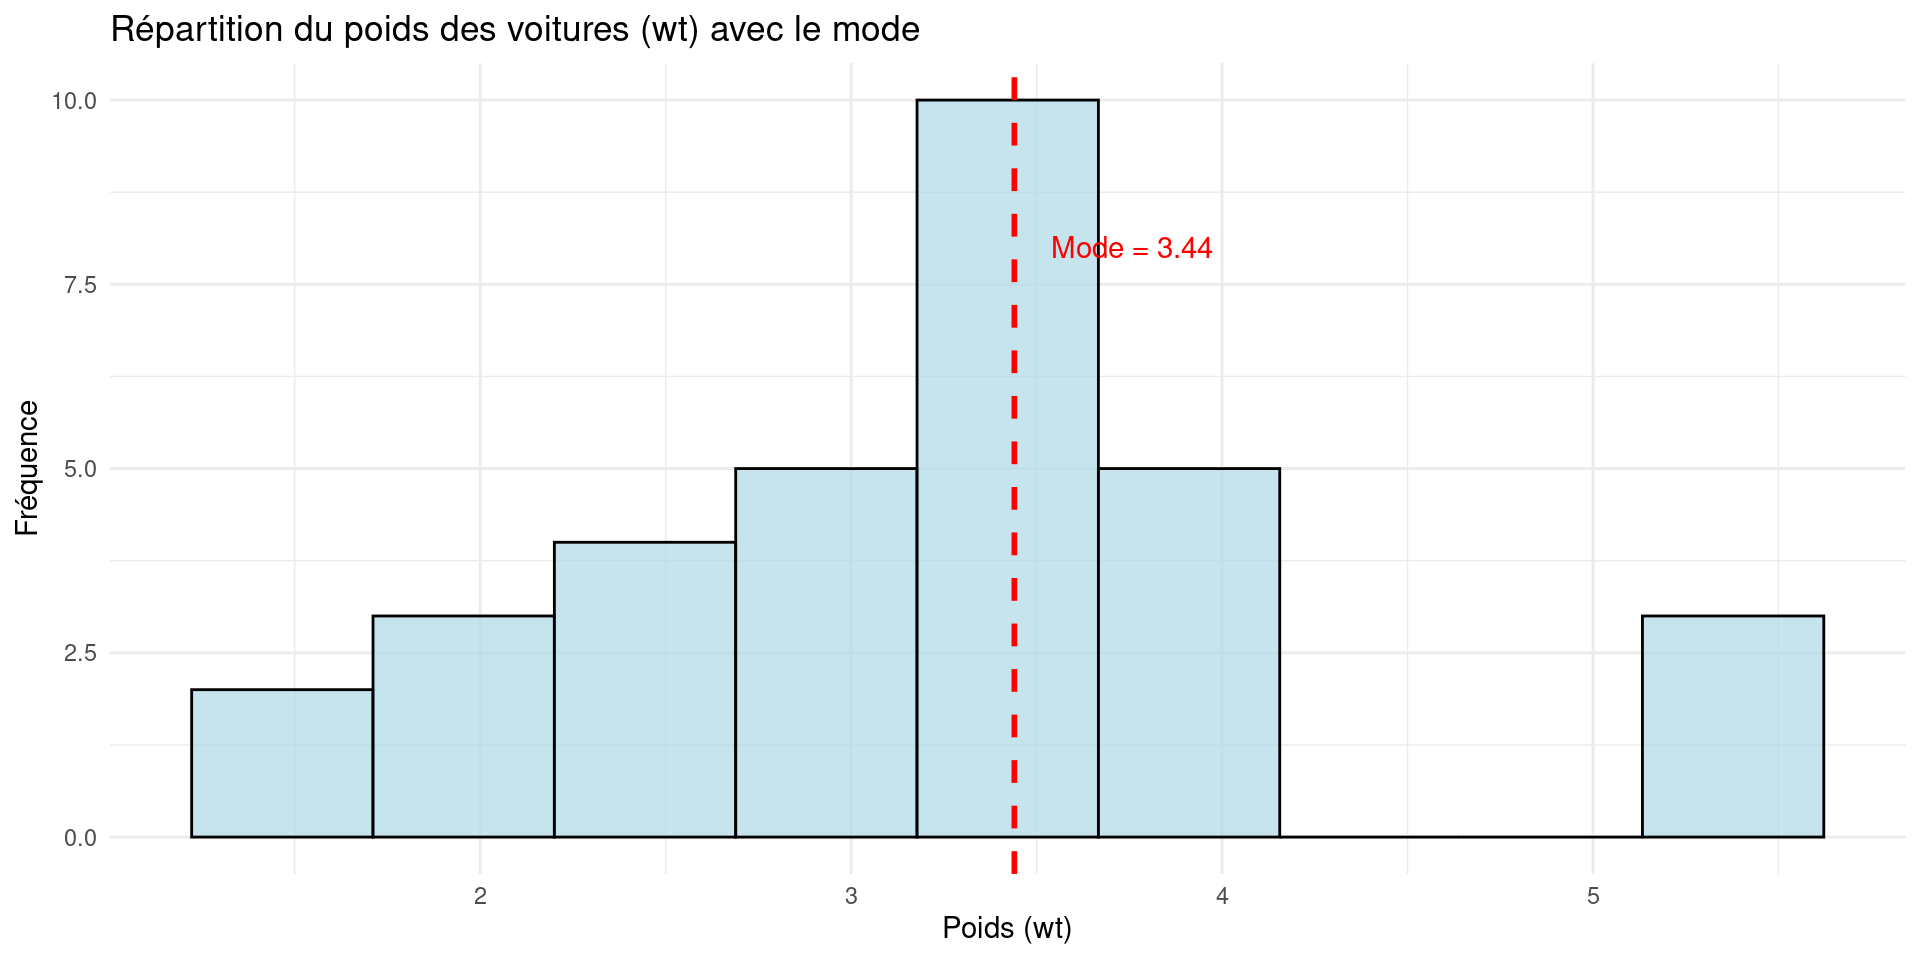 Répartition du poids des voitures (wt) avec le mode
10.0
7.5
5.0
2.5
0.0
Fréquence
Mode = 3.44
2 3 4 5
Poids (wt)